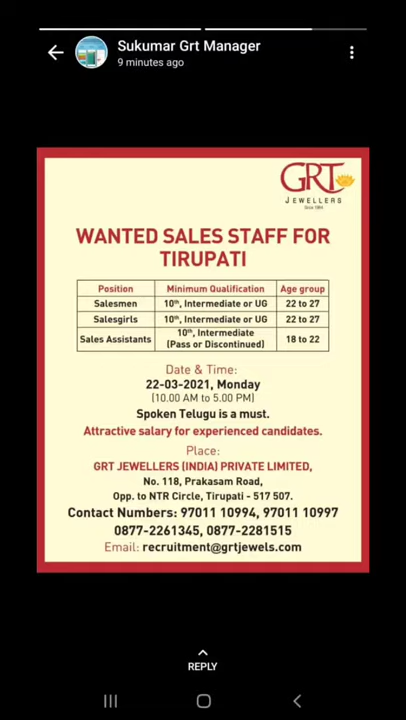 Sukumar Grt Manager
9 minutes ago
GRT
JEWELLERS
Since 1964
WANTED SALES STAFF FOR
TIRUPATI
Position Minimum Qualification Age group
Salesmen 10th, Intermediate or UG 22 to 27
Salesgirls 10th, Intermediate or UG 22 to 27
Sales Assistants 10th, Intermediate (Pass or Discontinued) 18 to 22
Date & Time:
22-03-2021, Monday
(10.00 AM to 5.00 PM)
Spoken Telugu is a must.
Attractive salary for experienced candidates.
Place:
GRT JEWELLERS (INDIA) PRIVATE LIMITED,
No. 118, Prakasam Road,
Opp. to NTR Circle, Tirupati - 517 507.
Contact Numbers: 97011 10994, 97011 10997
0877-2261345, 0877-2281515
Email: recruitment@grtjewels.com
REPLY